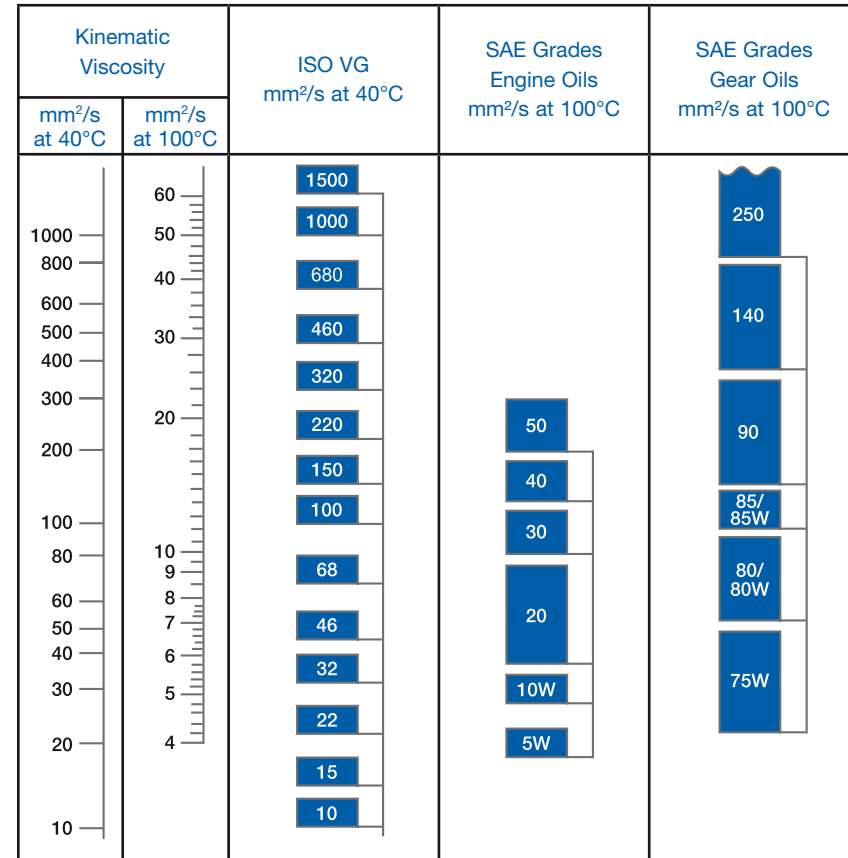 Kinematic
Viscosity
mm²/s
at 40°C
mm²/s
at 100°C
ISO VG
mm²/s at 40°C
SAE Grades
Engine Oils
mm²/s at 100°C
SAE Grades
Gear Oils
mm²/s at 100°C
1000
800
600
500
400
300
200
100
80
60
50
40
30
20
10
60
50
40
30
20
10
9
8
7
6
5
4
1500
1000
680
460
320
220
150
100
68
46
32
22
15
10
50
40
30
20
10W
5W
250
140
90
85/
85W
80/
80W
75W